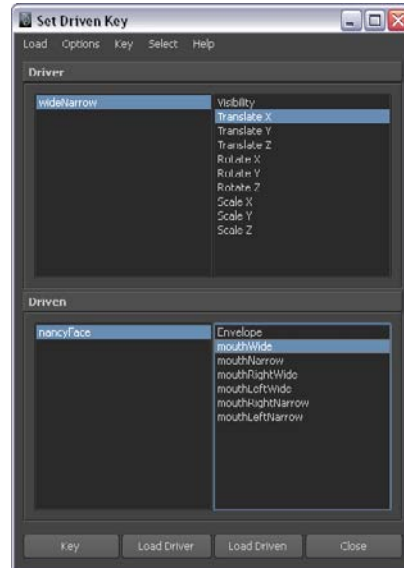 Set Driven Key
Load Options Key Select Help
Driver
wideNarrow
Visibility
Translate X
Translate Y
Translate Z
Rotate X
Rotate Y
Rotate Z
Scale X
Scale Y
Scale Z
Driven
nancyFace
Envelope
mouthWide
mouthNarrow
mouthRightWide
mouthLeftWide
mouthRightNarrow
mouthLeftNarrow
Key Load Driver Load Driven Close